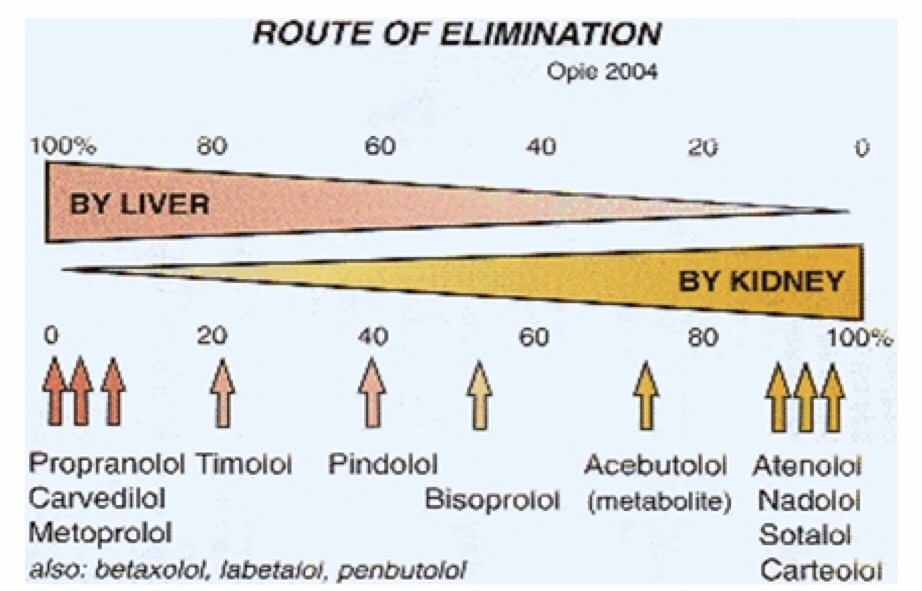 ROUTE OF ELIMINATION
Opie 2004
100% 80 60 40 20 0
BY LIVER
BY KIDNEY
0 20 40 60 80 100%
Propranolol Timolol Pindolol Acebutolol Atenolol
Carvedilol Bisoprolol (metabolite) Nadolol
Metoprolol Sotalol
also: betaxolol, labetalol, penbutolol Carteolol